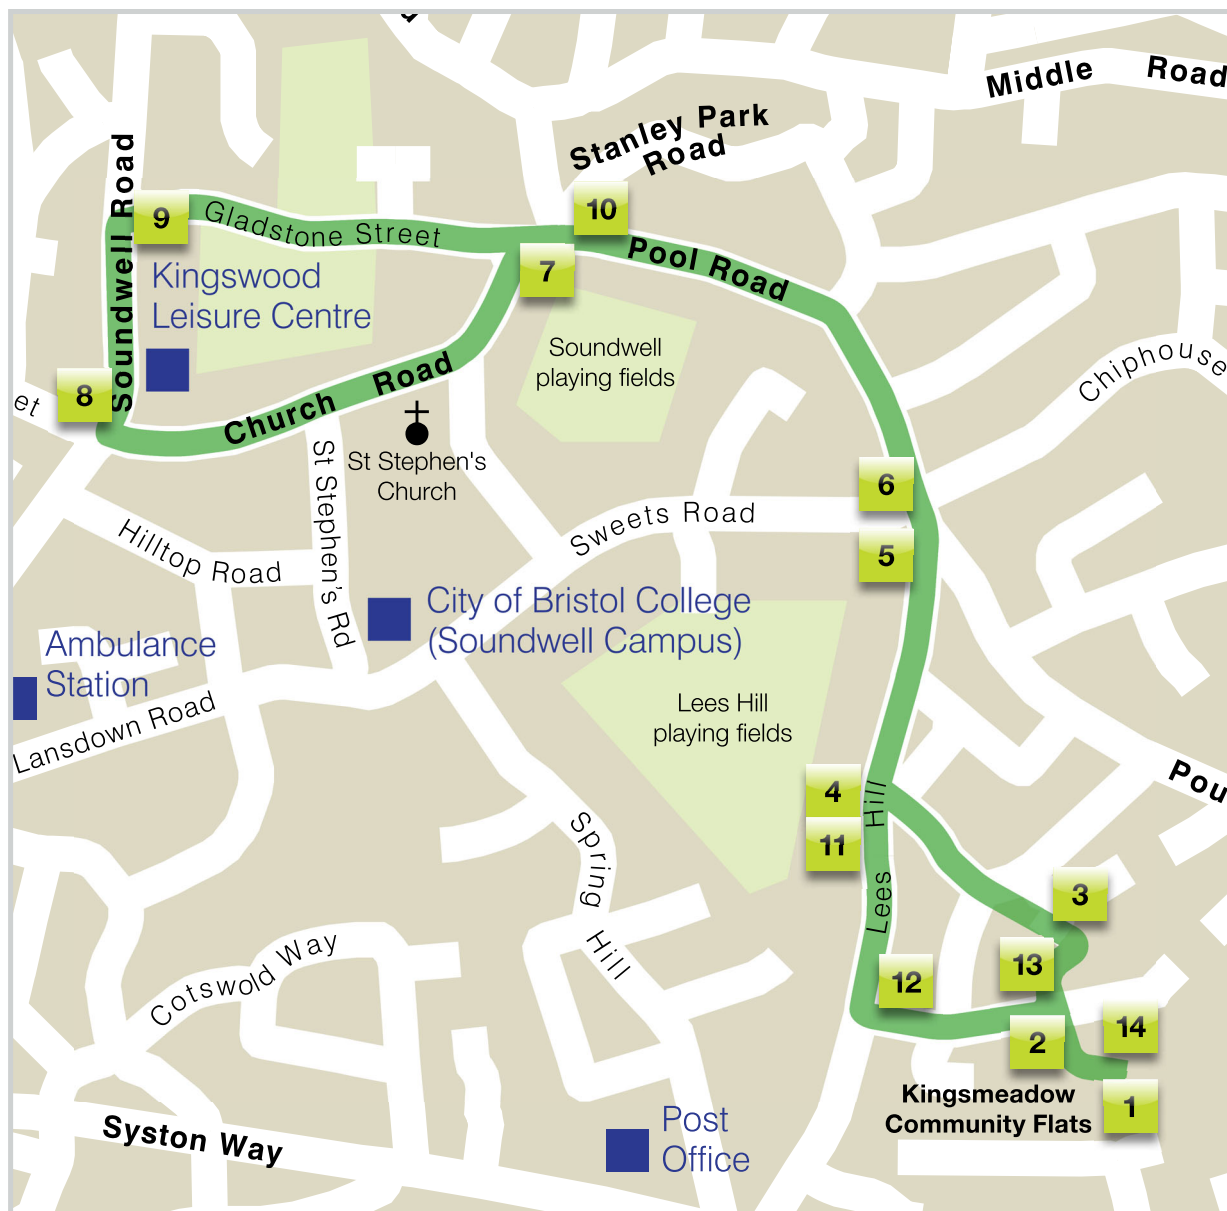 Middle Road
Stanley Park
Road
10
9
Gladstone Street
Pool Road
7
Soundwell Road
Kingswood
Leisure Centre
Soundwell
playing fields
Church Road
8
et
Chiphouse
St Stephen's
Church
St Stephen's Rd
6
Sweets Road
5
Hilltop Road
City of Bristol College
(Soundwell Campus)
Ambulance
Station
Lansdown Road
Lees Hill
playing fields
Pou
4
11
Lees Hill
Spring Hill
3
13
12
Cotswold Way
14
2
Kingsmeadow
Community Flats
1
Syston Way
Post
Office